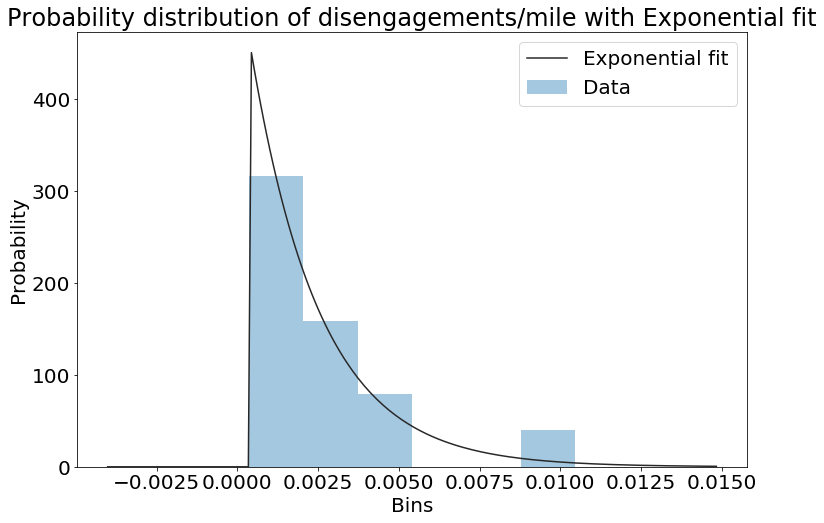 Probability distribution of disengagements/mile with Exponential fit
Exponential fit
Data
400
300
200
100
0
Probability
−0.0025 0.0000 0.0025 0.0050 0.0075 0.0100 0.0125 0.0150
Bins